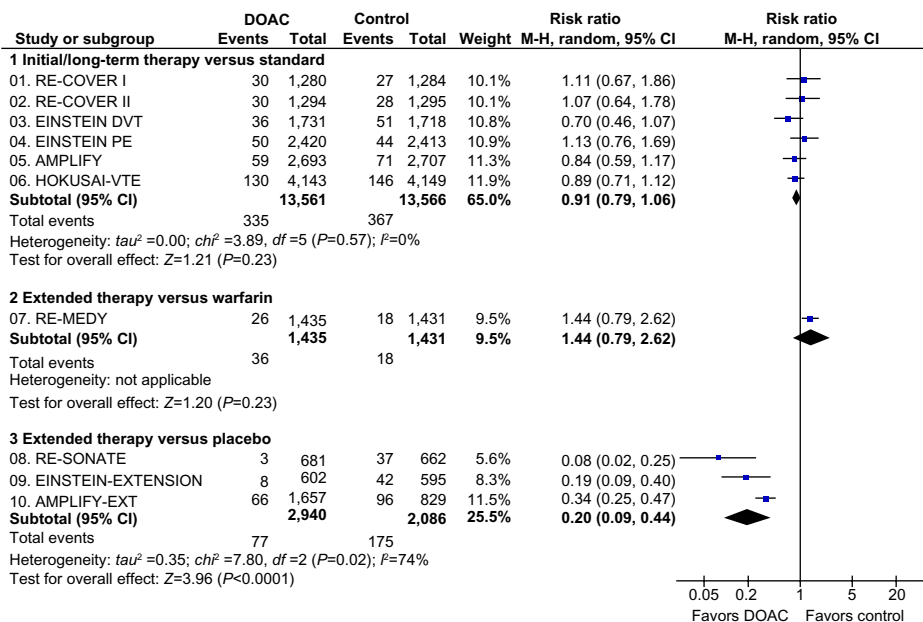 DOAC Control Risk ratio Risk ratio
Study or subgroup Events Total Events Total Weight M-H, random, 95% CI M-H, random, 95% CI
1 Initial/long-term therapy versus standard
01. RE-COVER I 30 1,280 27 1,284 10.1% 1.11 (0.67, 1.86)
02. RE-COVER II 30 1,294 28 1,295 10.1% 1.07 (0.64, 1.78)
03. EINSTEIN DVT 36 1,731 51 1,718 10.8% 0.70 (0.46, 1.07)
04. EINSTEIN PE 50 2,420 44 2,413 10.9% 1.13 (0.76, 1.69)
05. AMPLIFY 59 2,693 71 2,707 11.3% 0.84 (0.59, 1.17)
06. HOKUSAI-VTE 130 4,143 146 4,149 11.9% 0.89 (0.71, 1.12)
Subtotal (95% CI) 13,561 13,566 65.0% 0.91 (0.79, 1.06)
Total events 335 367
Heterogeneity: tau² =0.00; chi² =3.89, df =5 (P=0.57); I²=0%
Test for overall effect: Z=1.21 (P=0.23)
2 Extended therapy versus warfarin
07. RE-MEDY 26 1,435 18 1,431 9.5% 1.44 (0.79, 2.62)
Subtotal (95% CI) 1,435 1,431 9.5% 1.44 (0.79, 2.62)
Total events 36 18
Heterogeneity: not applicable
Test for overall effect: Z=1.20 (P=0.23)
3 Extended therapy versus placebo
08. RE-SONATE 3 681 37 662 5.6% 0.08 (0.02, 0.25)
09. EINSTEIN-EXTENSION 8 602 42 595 8.3% 0.19 (0.09, 0.40)
10. AMPLIFY-EXT 66 1,657 96 829 11.5% 0.34 (0.25, 0.47)
Subtotal (95% CI) 2,940 2,086 25.5% 0.20 (0.09, 0.44)
Total events 77 175
Heterogeneity: tau² =0.35; chi² =7.80, df =2 (P=0.02); I²=74%
Test for overall effect: Z=3.96 (P<0.0001)
0.05 0.2 1 5 20
Favors DOAC Favors control